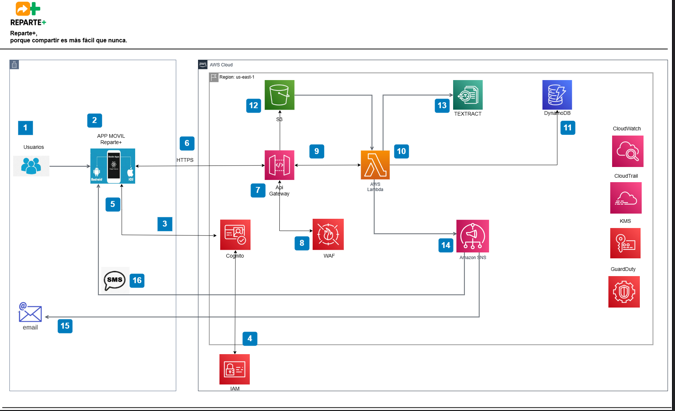 REPARTE+
Reparte+,
porque compartir es más fácil que nunca.
AWS Cloud
Region: us-east-1
1
Usuarios
2
APP MOVIL
Reparte+
Android
iOS
5
3
6
HTTPS
12
S3
7
Api
Gateway
9
10
AWS
Lambda
13
TEXTRACT
DynamoDB
11
Cognito
8
WAF
14
Amazon SNS
CloudWatch
CloudTrail
KMS
GuardDuty
SMS
16
email
15
4
IAM